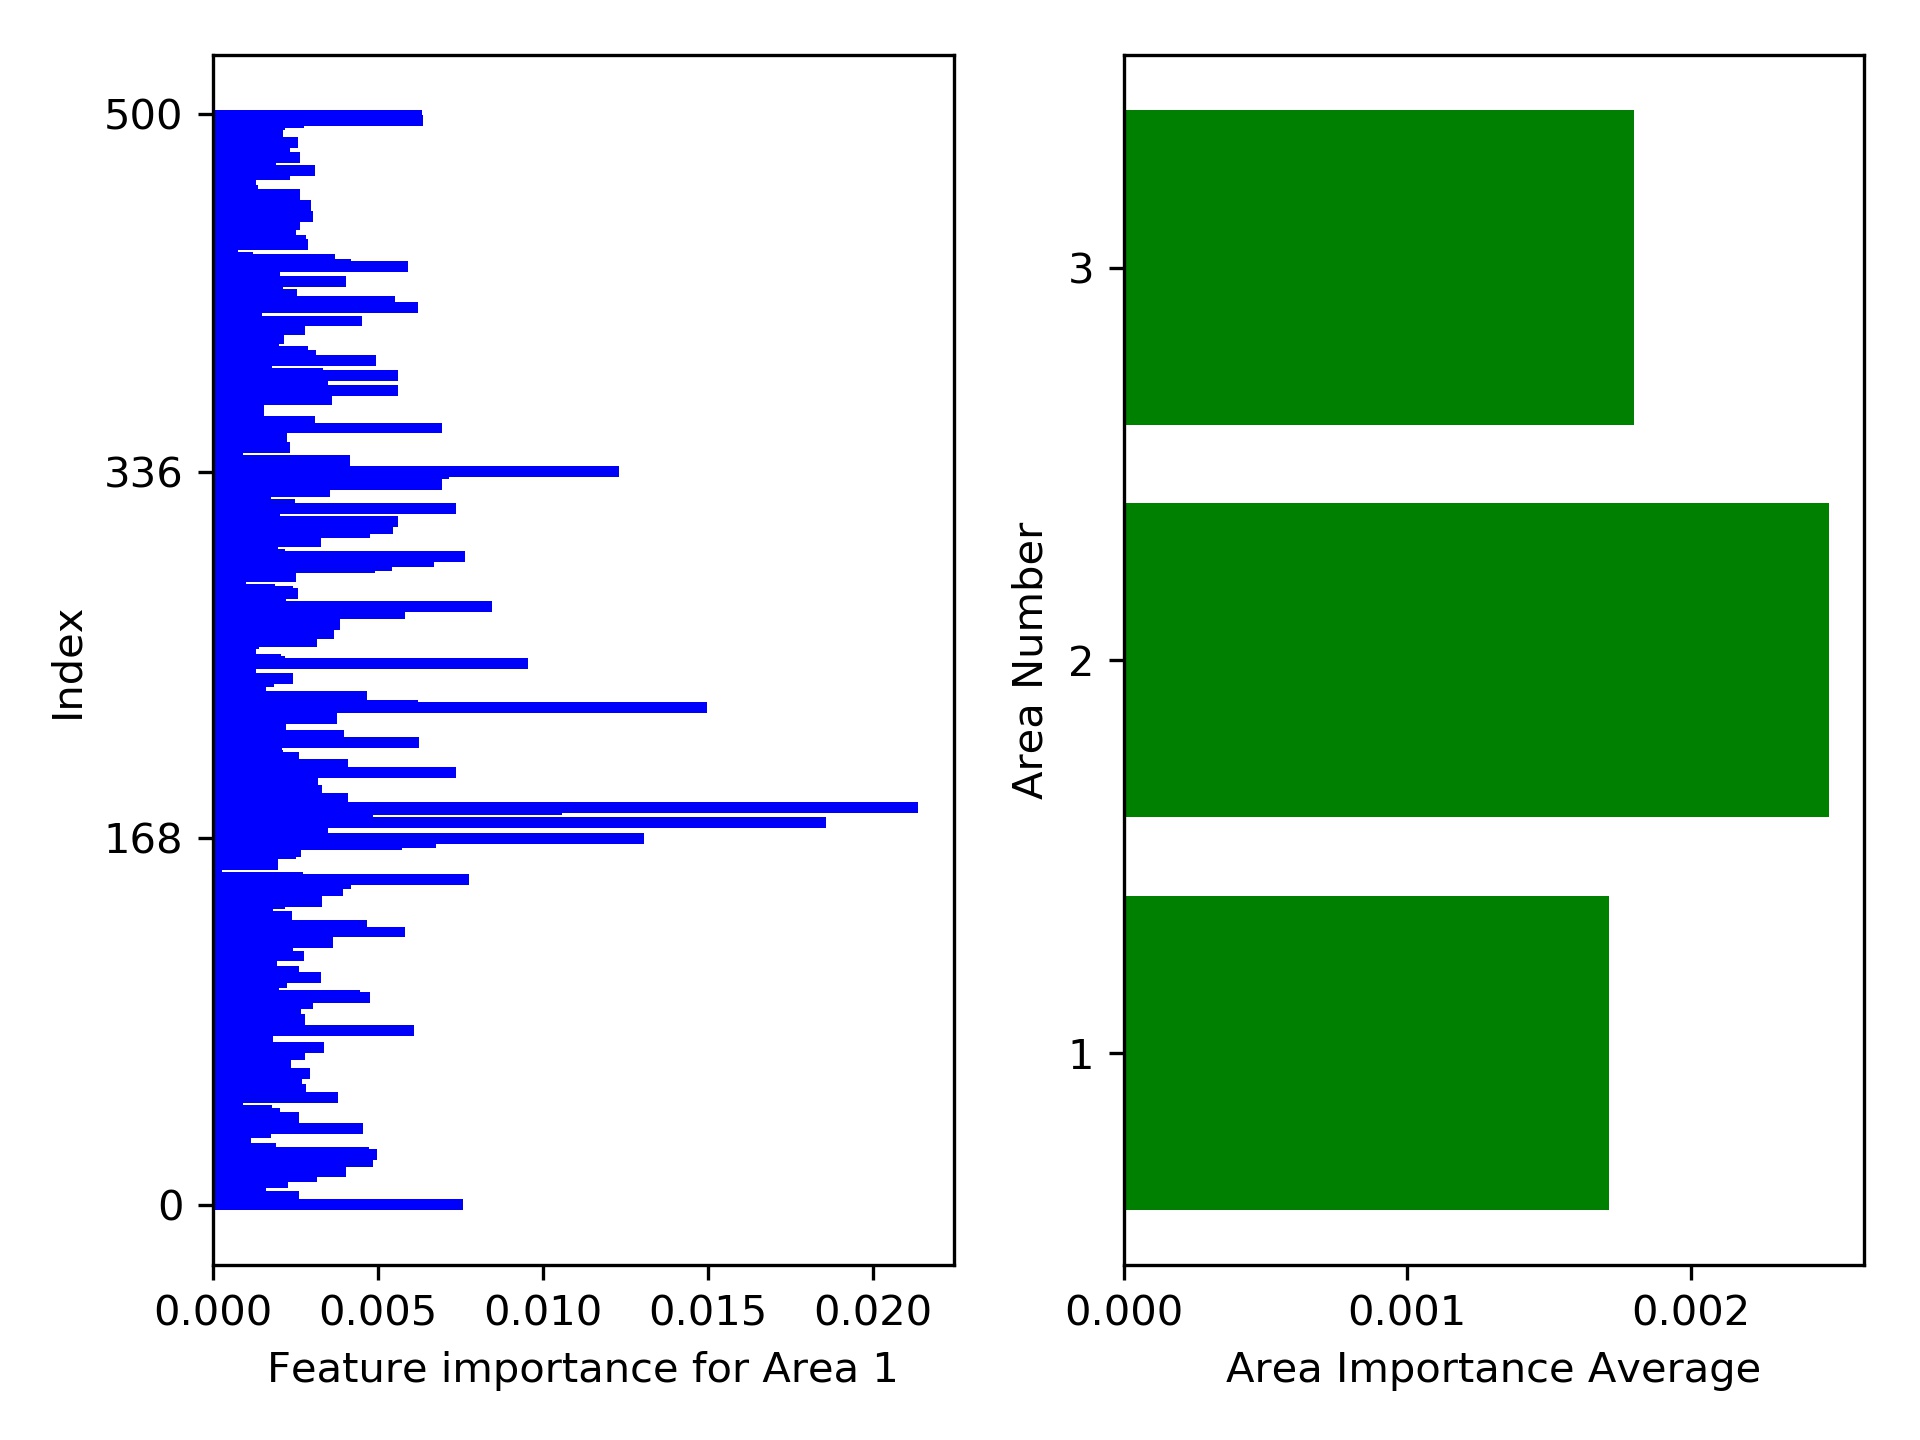 Index
500
336
168
0
0.000 0.005 0.010 0.015 0.020
Feature importance for Area 1
Area Number
3
2
1
0.000 0.001 0.002
Area Importance Average